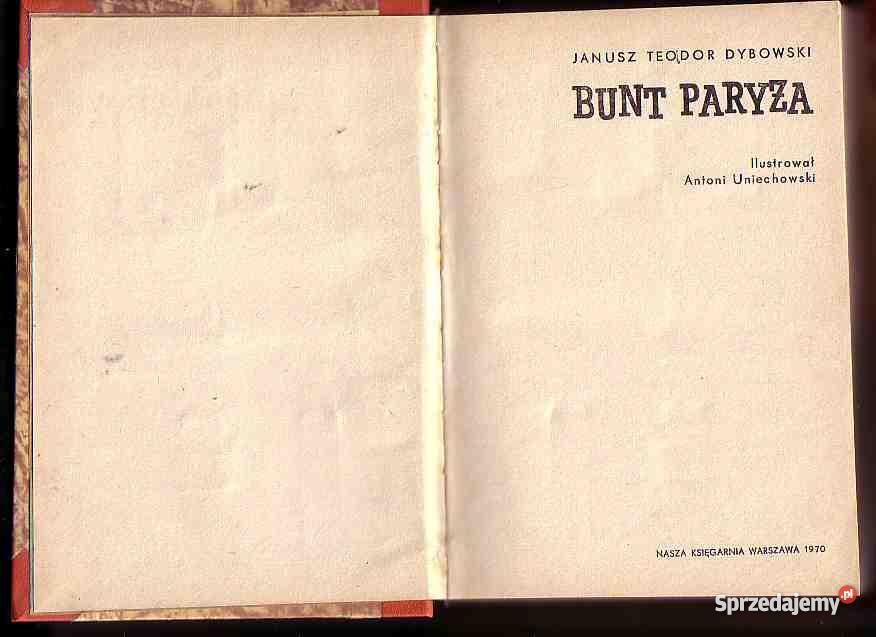 JANUSZ TEODOR DYBOWSKI
BUNT PARYŻA
Ilustrował
Antoni Uniechowski
NASZA KSIĘGARNIA WARSZAWA 1970
Sprzedajemy.pl